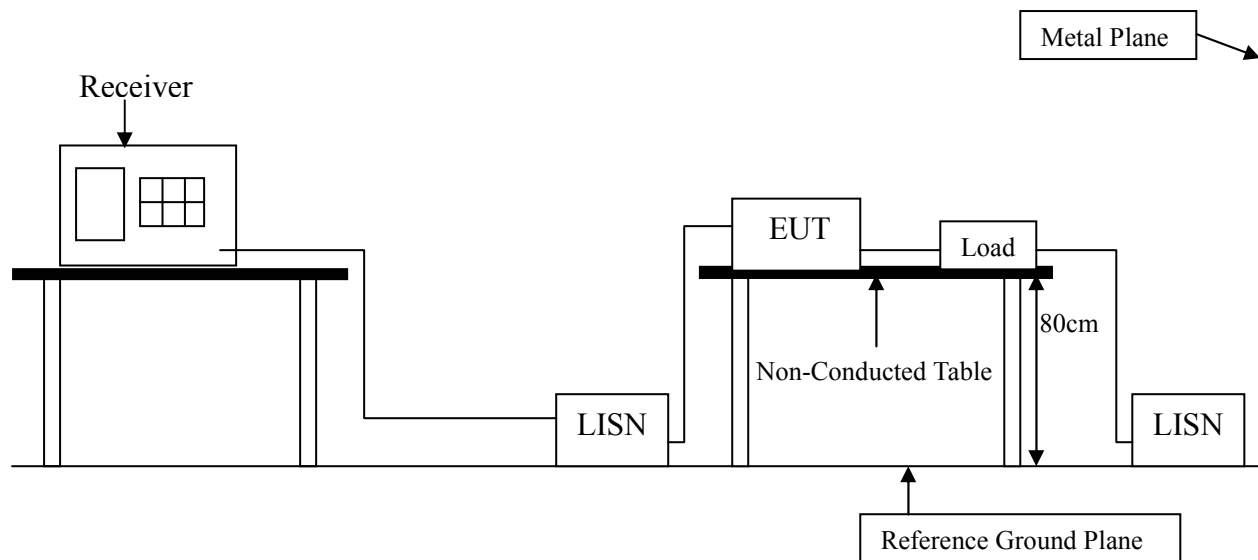 Metal Plane
Receiver
EUT
Load
80cm
Non-Conducted Table
LISN
LISN
Reference Ground Plane